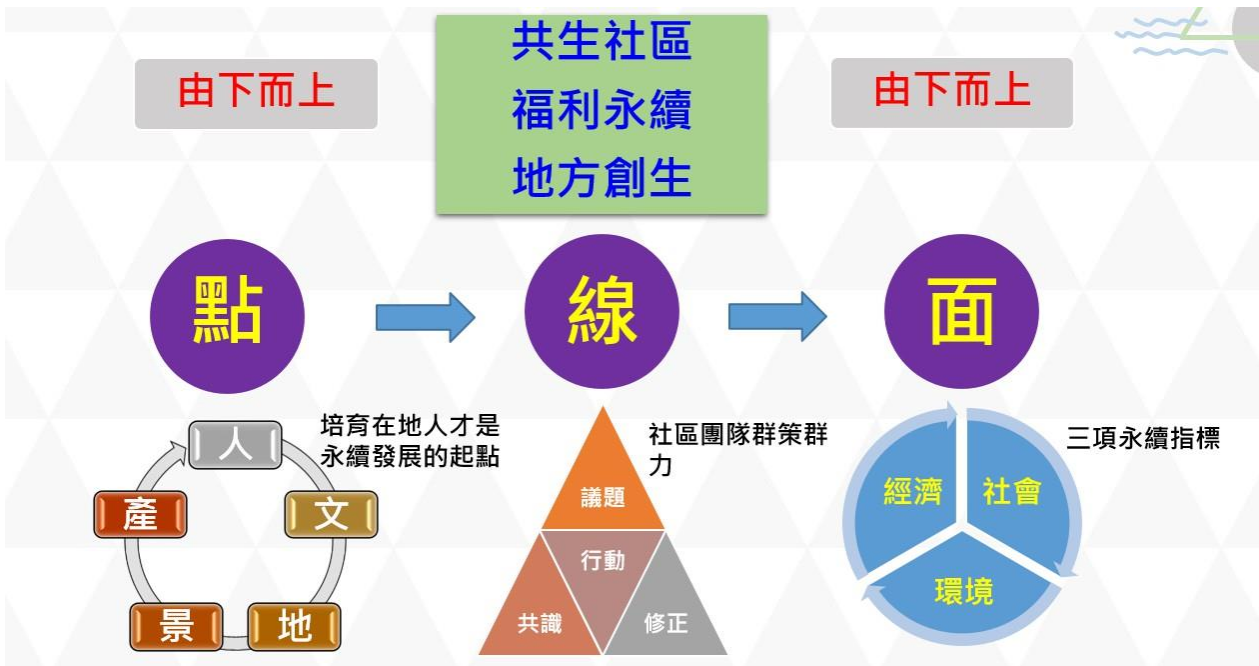 共生社區
福利永續
地方創生
由下而上
由下而上
點
線
面
培育在地人才是
永續發展的起點
人
文
地
景
產
社區團隊群策群
力
議題
行動
共識
修正
三項永續指標
經濟
社會
環境